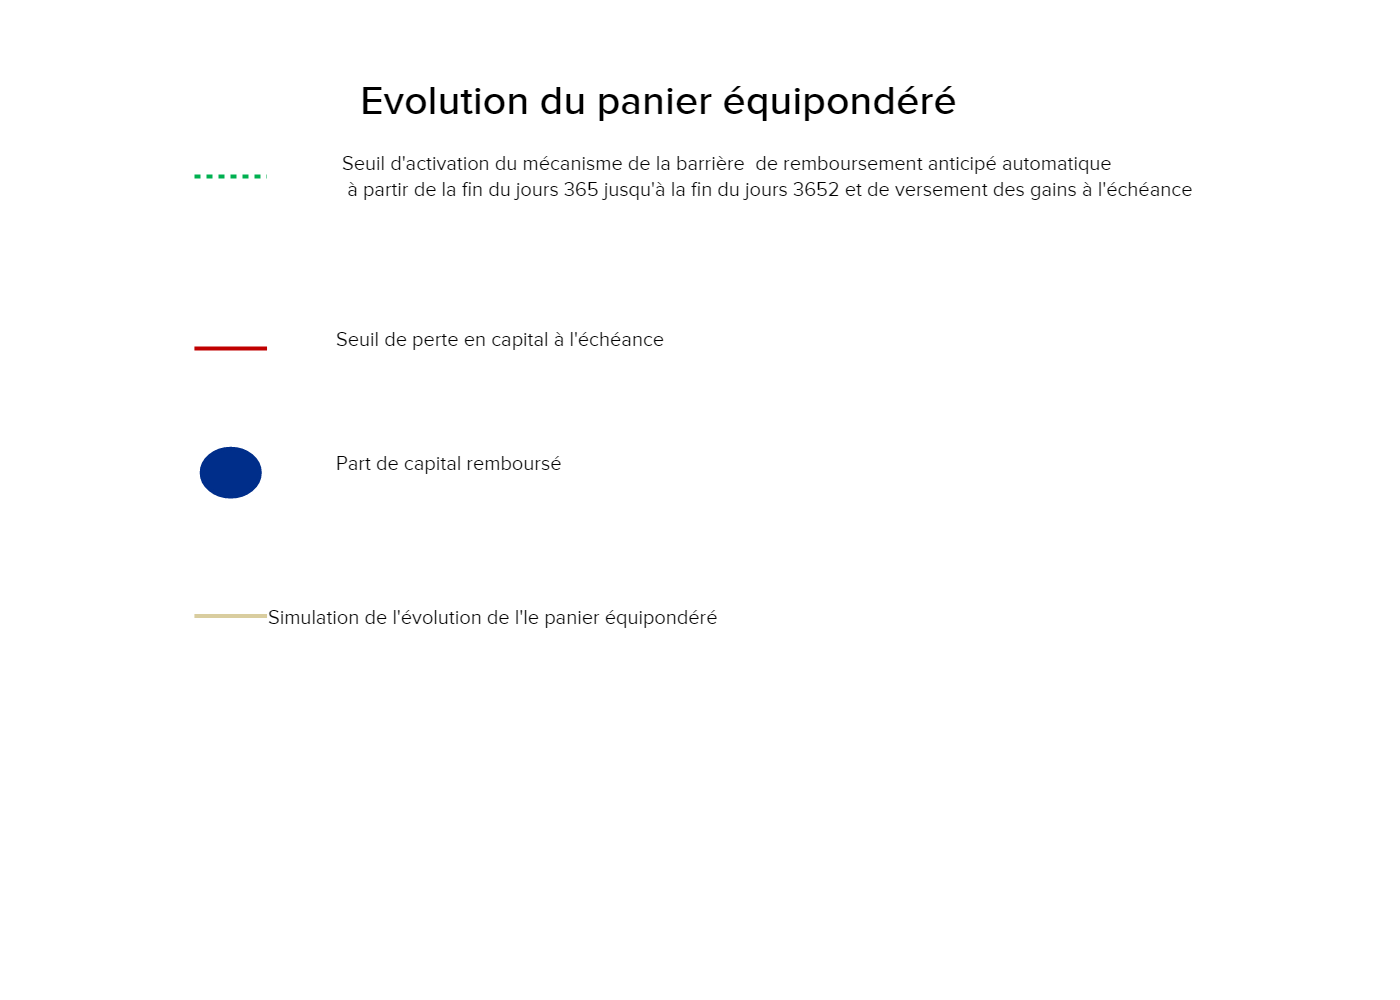 Evolution du panier équipondéré
Seuil d'activation du mécanisme de la barrière  de remboursement anticipé automatique
à partir de la fin du jours 365 jusqu'à la fin du jours 3652 et de versement des gains à l'échéance
Seuil de perte en capital à l'échéance
Part de capital remboursé
Simulation de l'évolution de l'le panier équipondéré